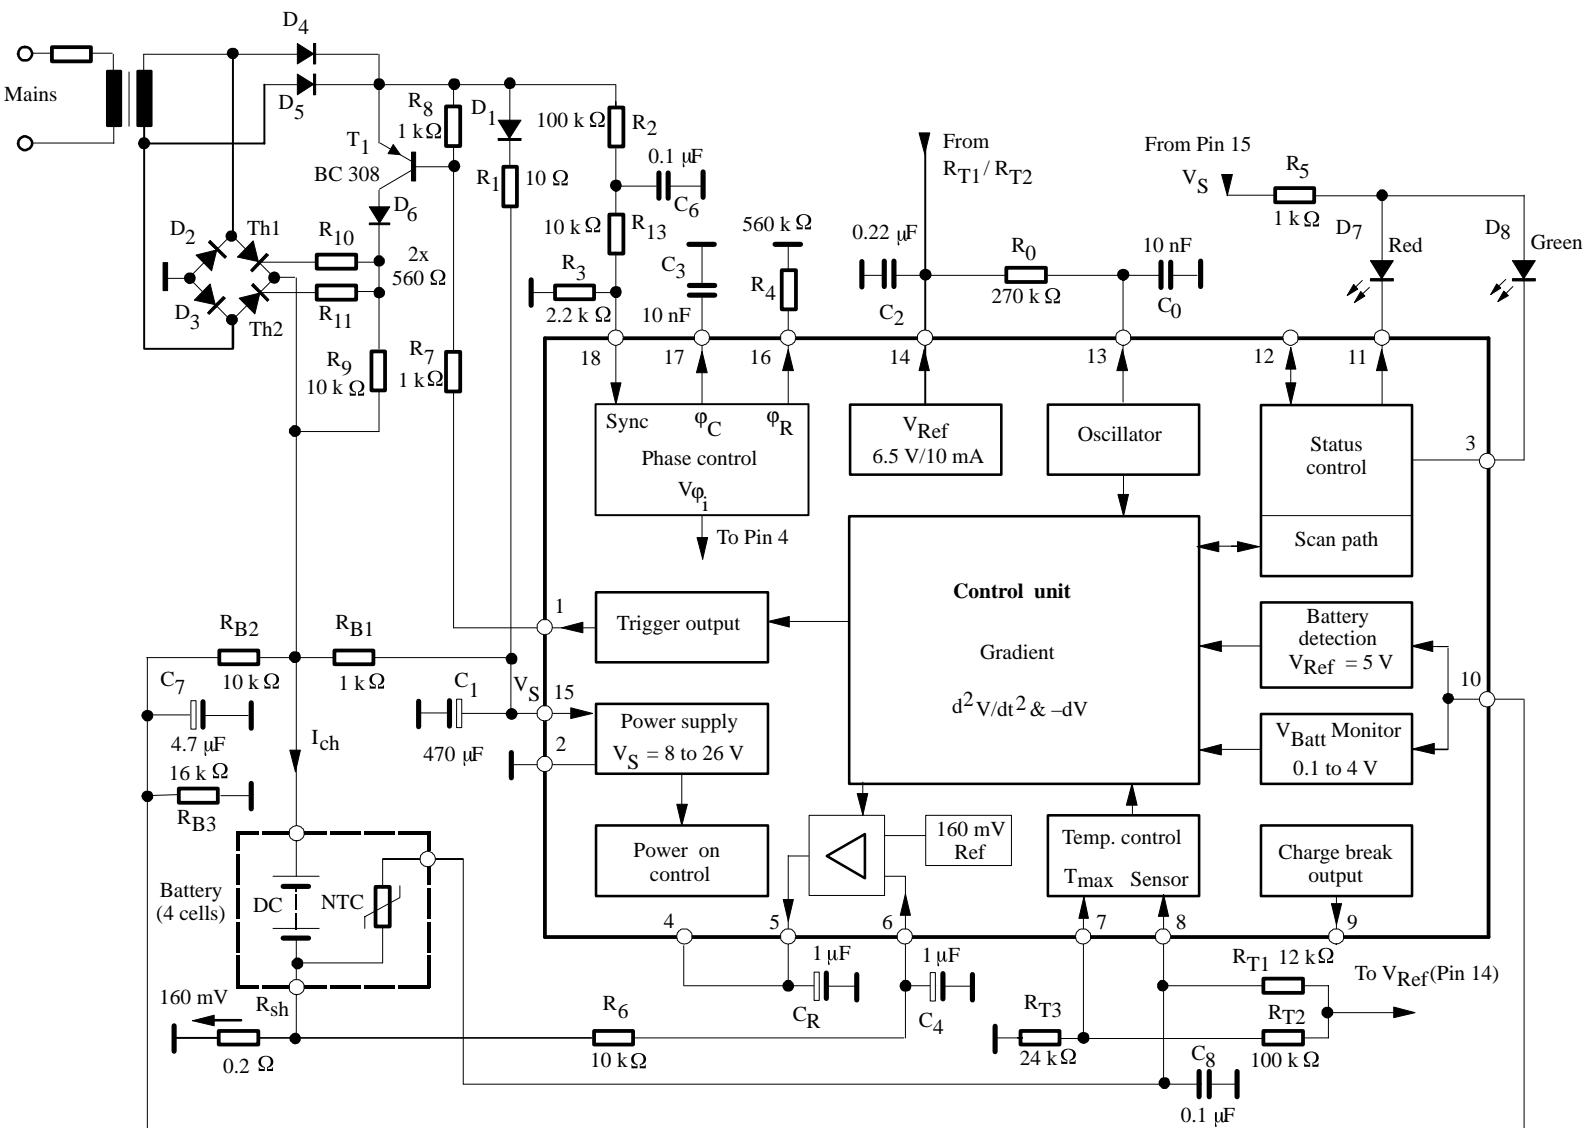 D4
Mains
D5
R8
1 kΩ
D1
100 kΩ
R2
T1
BC 308
R1
10 Ω
0.1 µF
C6
From
RT1/RT2
From Pin 15
VS
R5
1 kΩ
D7
Red
D8
Green
D6
D2
Th1
R10
2x
560 Ω
10 kΩ
R13
560 kΩ
0.22 µF
R0
10 nF
D3
Th2
R11
R3
2.2 kΩ
C3
10 nF
R4
C2
270 kΩ
C0
R9
10 kΩ
R7
1 kΩ
18
17
16
14
13
12
11
Sync
φC
φR
Phase control
Vφi
To Pin 4
VRef
6.5 V/10 mA
Oscillator
Status
control
3
Scan path
Control unit
Gradient
d2V/dt2 & –dV
1
Trigger output
Battery
detection
VRef = 5 V
10
RB2
10 kΩ
RB1
1 kΩ
C7
4.7 µF
C1
470 µF
VS
15
2
Power supply
VS = 8 to 26 V
VBatt Monitor
0.1 to 4 V
Ich
16 kΩ
RB3
Power on
control
160 mV
Ref
Temp. control
Tmax Sensor
Charge break
output
Battery
(4 cells)
DC
NTC
4
5
6
7
8
9
1 µF
CR
1 µF
C4
RT1
12 kΩ
To VRef (Pin 14)
160 mV
Rsh
0.2 Ω
R6
10 kΩ
RT3
24 kΩ
RT2
100 kΩ
C8
0.1 µF